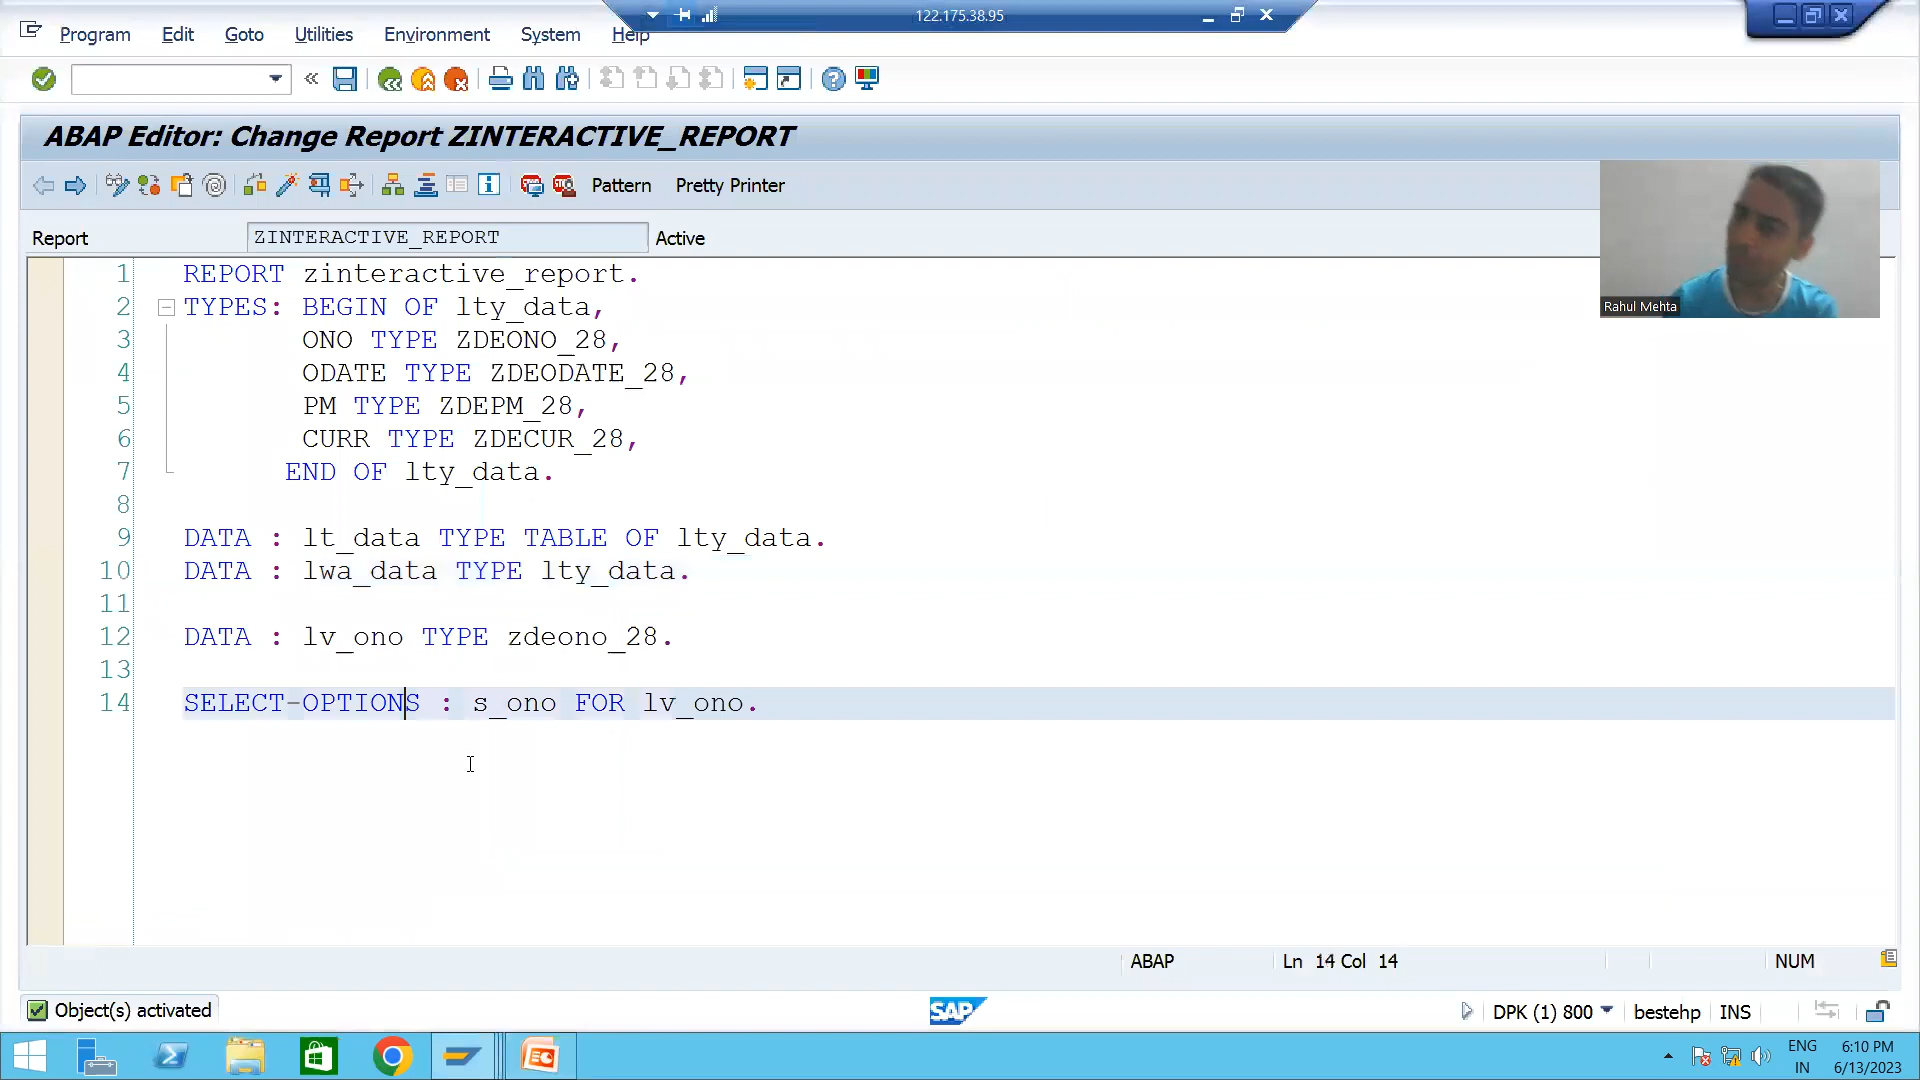 122.175.38.95
Program Edit Goto Utilities Environment System Help
ABAP Editor: Change Report ZINTERACTIVE_REPORT
Pattern Pretty Printer
Report ZINTERACTIVE_REPORT Active
Rahul Mehta
1 REPORT zinteractive_report.
2 TYPES: BEGIN OF lty_data,
3 ONO TYPE ZDEONO_28,
4 ODATE TYPE ZDEODATE_28,
5 PM TYPE ZDEPM_28,
6 CURR TYPE ZDECUR_28,
7 END OF lty_data.
8
9 DATA : lt_data TYPE TABLE OF lty_data.
10 DATA : lwa_data TYPE lty_data.
11
12 DATA : lv_ono TYPE zdeono_28.
13
14 SELECT-OPTIONS : s_ono FOR lv_ono.
ABAP Ln 14 Col 14 NUM
Object(s) activated SAP DPK (1) 800 bestehp INS
ENG 6:10 PM
IN 6/13/2023